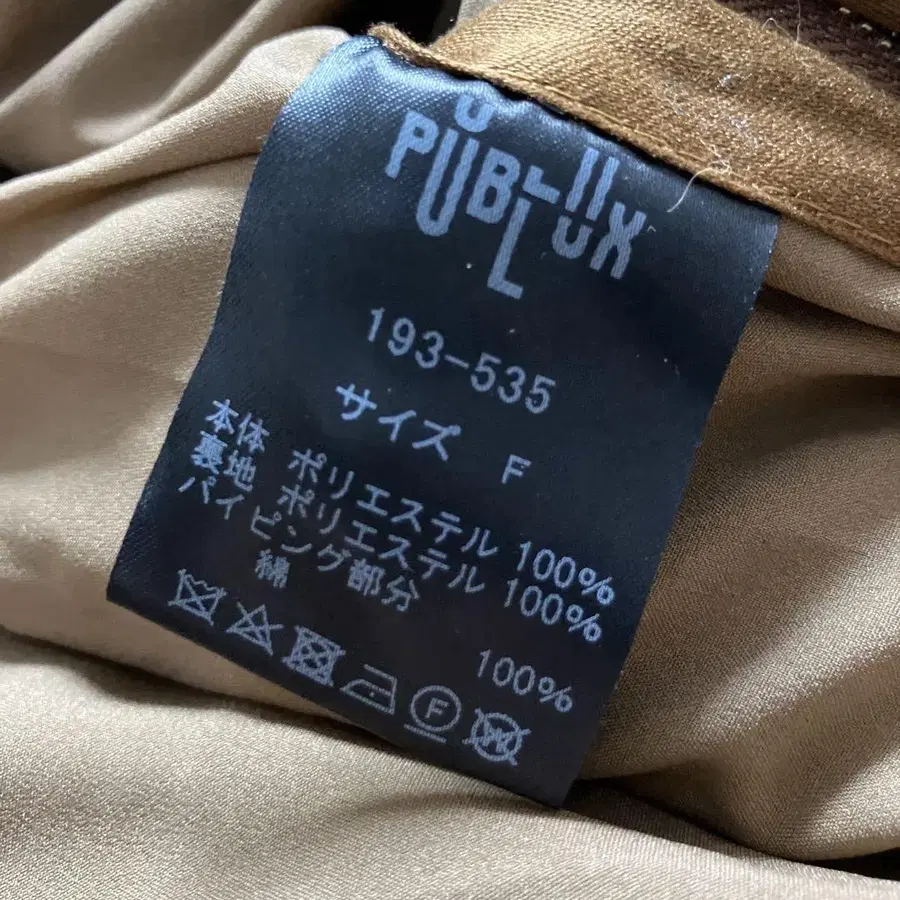 PUBLUX
193-535
サイズ F
本体 ポリエステル 100%
裏地 ポリエステル 100%
パイピング部分
綿 100%
F
W